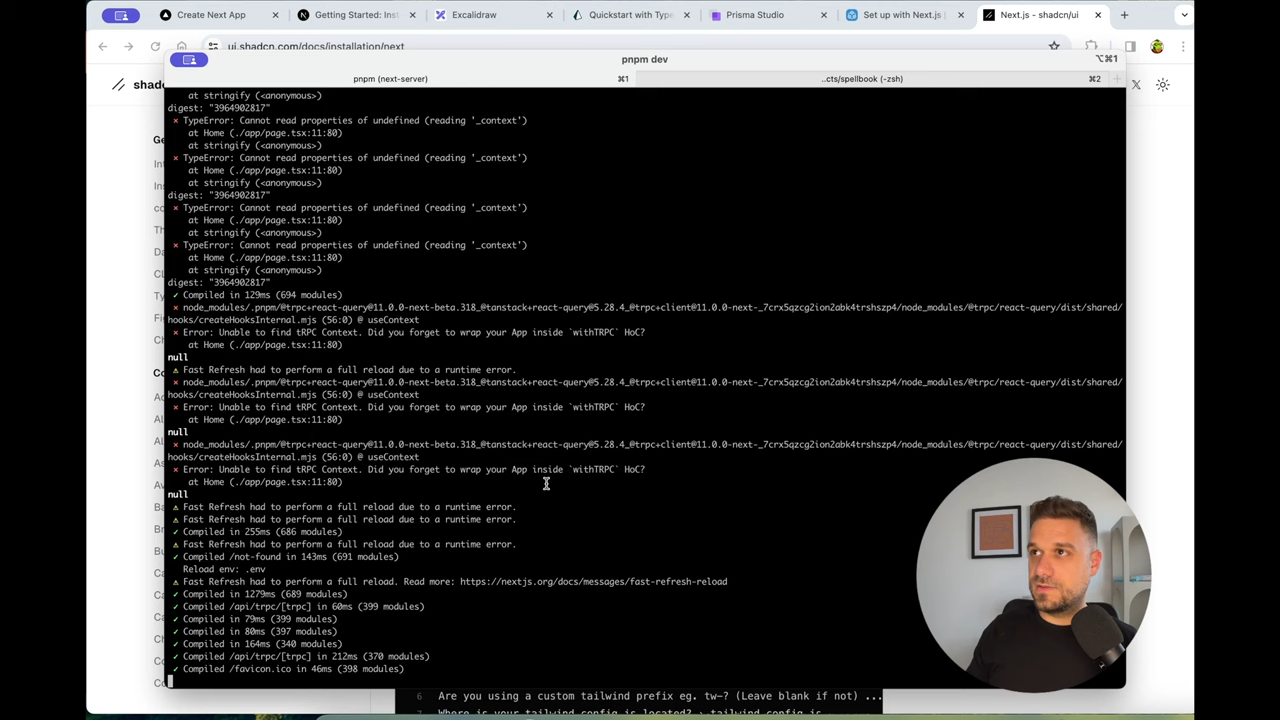 Create Next App
Getting Started: Inst
Excalidraw
Quickstart with Type
Prisma Studio
Set up with Next.js |
Next.js - shadcn/ui
ui.shadcn.com/docs/installation/next
pnpm dev
⌥⌘1
pnpm (next-server)
⌘1
..cts/spellbook (-zsh)
⌘2
at stringify (<anonymous>)
digest: "3964902817"
⨯ TypeError: Cannot read properties of undefined (reading '_context')
at Home (./app/page.tsx:11:80)
at stringify (<anonymous>)
⨯ TypeError: Cannot read properties of undefined (reading '_context')
at Home (./app/page.tsx:11:80)
at stringify (<anonymous>)
digest: "3964902817"
⨯ TypeError: Cannot read properties of undefined (reading '_context')
at Home (./app/page.tsx:11:80)
at stringify (<anonymous>)
⨯ TypeError: Cannot read properties of undefined (reading '_context')
at Home (./app/page.tsx:11:80)
at stringify (<anonymous>)
digest: "3964902817"
✓ Compiled in 129ms (694 modules)
⨯ node_modules/.pnpm/@trpc+react-query@11.0.0-next-beta.318_@tanstack+react-query@5.28.4_@trpc+client@11.0.0-next-_7crx5qzcg2ion2abk4trshszp4/node_modules/@trpc/react-query/dist/shared/
hooks/createHooksInternal.mjs (56:0) @ useContext
⨯ Error: Unable to find tRPC Context. Did you forget to wrap your App inside `withTRPC` HoC?
at Home (./app/page.tsx:11:80)
null
⚠ Fast Refresh had to perform a full reload due to a runtime error.
⨯ node_modules/.pnpm/@trpc+react-query@11.0.0-next-beta.318_@tanstack+react-query@5.28.4_@trpc+client@11.0.0-next-_7crx5qzcg2ion2abk4trshszp4/node_modules/@trpc/react-query/dist/shared/
hooks/createHooksInternal.mjs (56:0) @ useContext
⨯ Error: Unable to find tRPC Context. Did you forget to wrap your App inside `withTRPC` HoC?
at Home (./app/page.tsx:11:80)
null
⨯ node_modules/.pnpm/@trpc+react-query@11.0.0-next-beta.318_@tanstack+react-query@5.28.4_@trpc+client@11.0.0-next-_7crx5qzcg2ion2abk4trshszp4/node_modules/@trpc/react-query/dist/shared/
hooks/createHooksInternal.mjs (56:0) @ useContext
⨯ Error: Unable to find tRPC Context. Did you forget to wrap your App inside `withTRPC` HoC?
at Home (./app/page.tsx:11:80)
null
⚠ Fast Refresh had to perform a full reload due to a runtime error.
⚠ Fast Refresh had to perform a full reload due to a runtime error.
✓ Compiled in 255ms (686 modules)
⚠ Fast Refresh had to perform a full reload due to a runtime error.
✓ Compiled /not-found in 143ms (691 modules)
Reload env: .env
⚠ Fast Refresh had to perform a full reload. Read more: https://nextjs.org/docs/messages/fast-refresh-reload
✓ Compiled in 1279ms (689 modules)
✓ Compiled /api/trpc/[trpc] in 60ms (399 modules)
✓ Compiled in 79ms (399 modules)
✓ Compiled in 80ms (397 modules)
✓ Compiled in 164ms (340 modules)
✓ Compiled /api/trpc/[trpc] in 212ms (370 modules)
✓ Compiled /favicon.ico in 46ms (398 modules)
6 Are you using a custom tailwind prefix eg. tw-? (Leave blank if not) ...
7 Where is your tailwind.config.js located? › tailwind.config.js